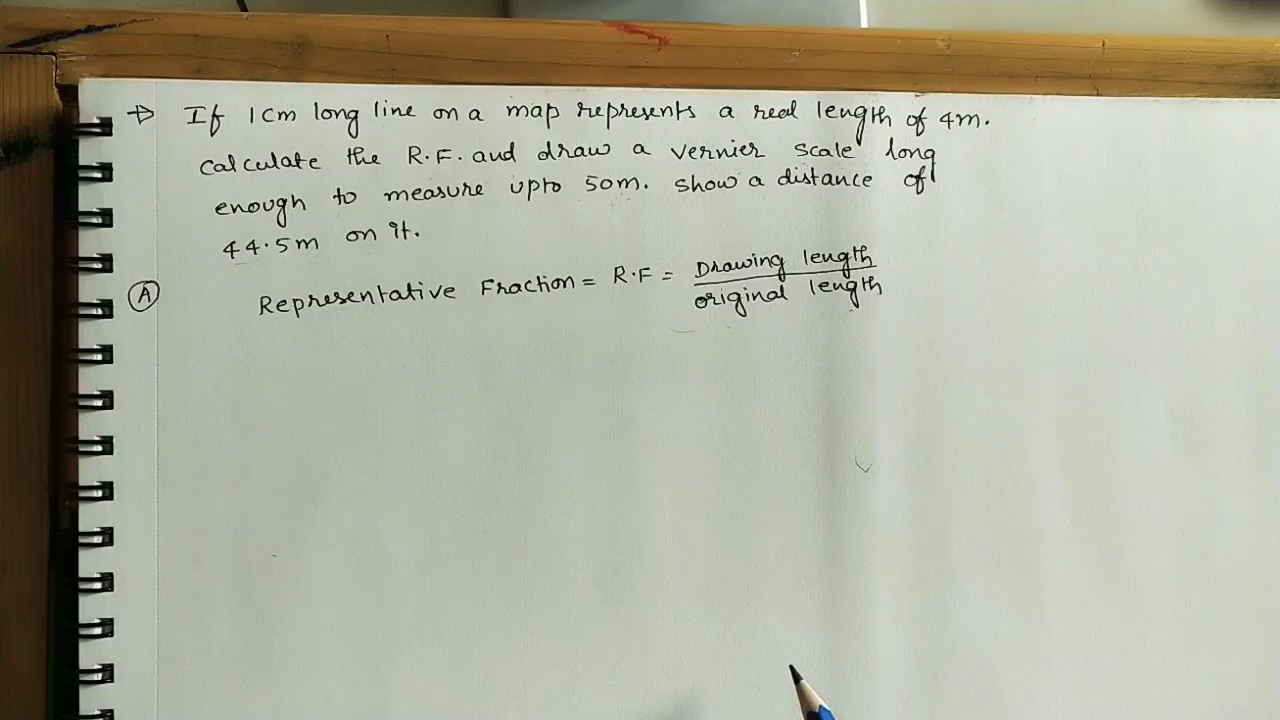 → If 1cm long line on a map represents a real length of 4m.
calculate the R.F. and draw a vernier scale long
enough to measure upto 50m. show a distance of
44.5m on it.
A Representative Fraction = R.F = Drawing length
original length